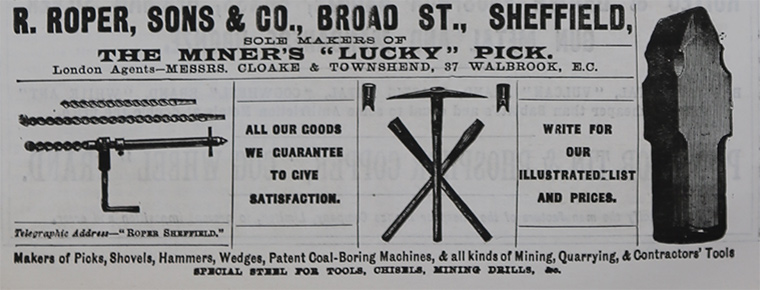 R. ROPER, SONS & CO., BROAD ST., SHEFFIELD,
SOLE MAKERS OF
THE MINER'S "LUCKY" PICK.
London Agents—MESSRS. CLOAKE & TOWNSHEND, 37 WALBROOK, E.C.
ALL OUR GOODS
WE GUARANTEE
TO GIVE
SATISFACTION.
WRITE FOR
OUR
ILLUSTRATED LIST
AND PRICES.
Telegraphic Address—"ROPER SHEFFIELD."
Makers of Picks, Shovels, Hammers, Wedges, Patent Coal-Boring Machines, & all kinds of Mining, Quarrying, & Contractors' Tools
SPECIAL STEEL FOR TOOLS, CHISELS, MINING DRILLS, &c.